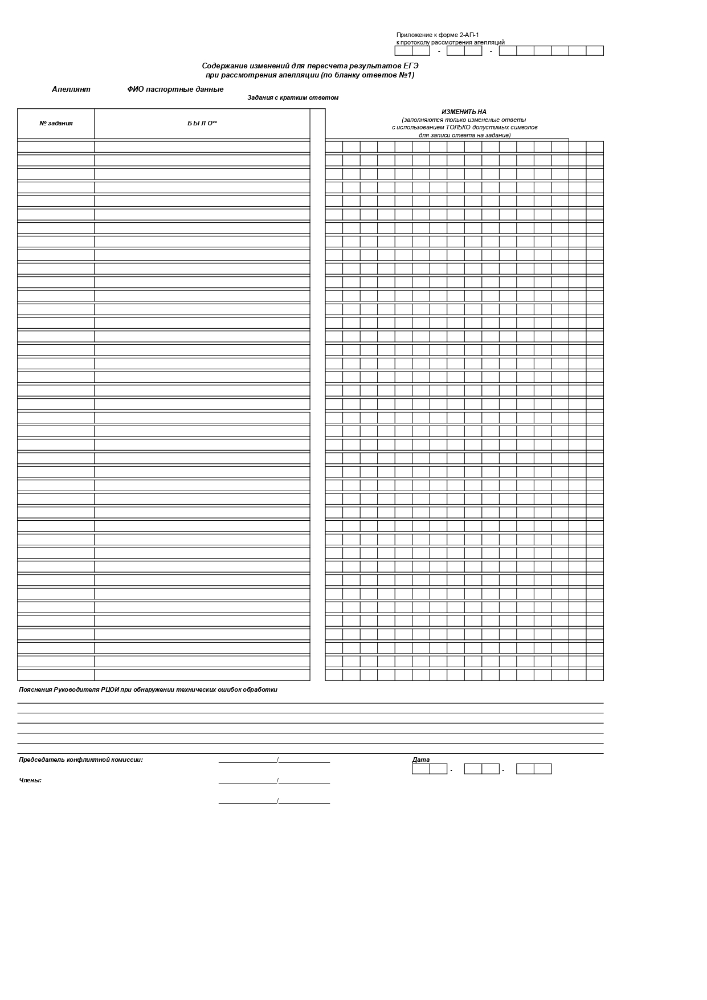 Приложение к форме 2-АП-1
к протоколу рассмотрения апелляций
- -
Содержание изменений для пересчета результатов ЕГЭ
при рассмотрения апелляции (по бланку ответов №1)
Апеллянт ФИО паспортные данные
Задания с кратким ответом
№ задания Б Ы Л О** ИЗМЕНИТЬ НА
(заполняются только измененые ответы
с использованием ТОЛЬКО допустимых символов
для записи ответа на задание)
Пояснения Руководителя РЦОИ при обнаружении технических ошибок обработки
Председатель конфликтной комиссии: / Дата
. .
Члены: /
/